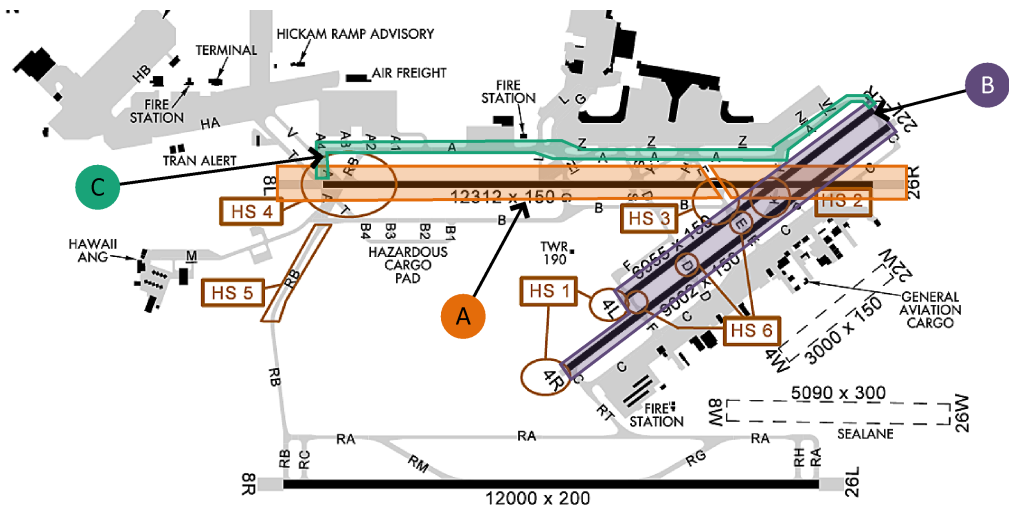 N
HICKAM RAMP ADVISORY
TERMINAL
HB
AIR FREIGHT
FIRE
STATION
FIRE
STATION
L
G
HA
V
T
TRAN ALERT
A4
A3
A2
A1
A
Z
Z
Z
Z
A
A
A
22L
B
C
RB
8L
12312 x 150
26R
HS 4
HS 3
HS 2
A
T
B
B
B
B4
B3
B2
B1
HAZARDOUS
CARGO
PAD
HAWAII
ANG
M
HS 5
RB
TWR
190
F
6955 x 150
E
C
D
D
9002 x 150
HS 1
4L
HS 6
F
C
C
A
4R
C
22W
GENERAL
AVIATION
CARGO
4W
3000 x 150
RB
RT
FIRE
STATION
5090 x 300
8W
26W
SEALANE
RA
RA
RA
RB
RC
RM
RG
RH
RA
8R
12000 x 200
26L